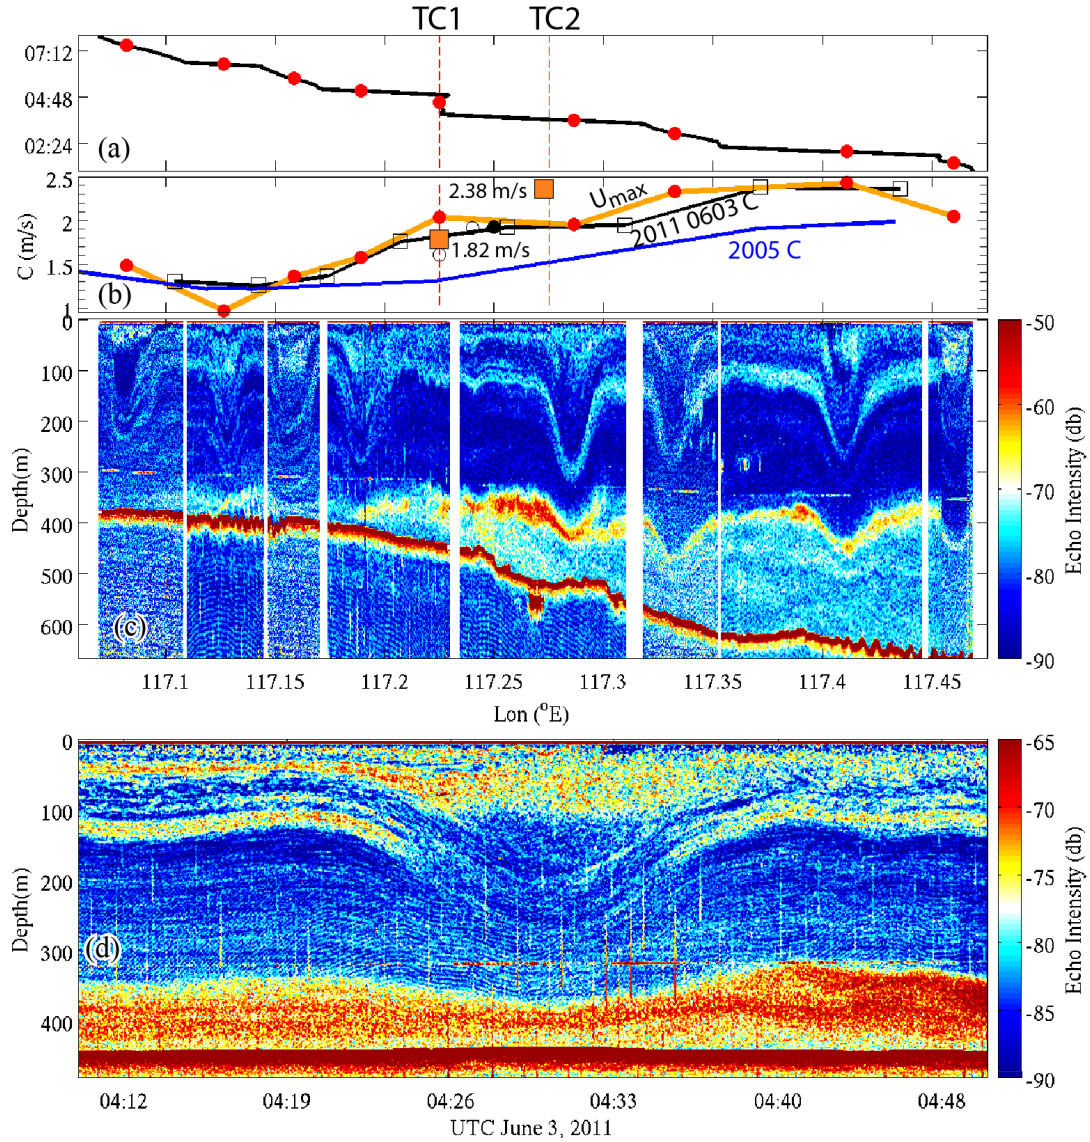 TC1 TC2
07:12
04:48
02:24
(a)
2.5
2
1.5
1
C (m/s)
2.38 m/s
1.82 m/s
Umax
2011 0603 C
2005 C
(b)
0
100
200
300
400
500
600
Depth(m)
(c)
117.1 117.15 117.2 117.25 117.3 117.35 117.4 117.45
Lon (°E)
-50
-60
-70
-80
-90
Echo Intensity (db)
0
100
200
300
400
Depth(m)
(d)
04:12 04:19 04:26 04:33 04:40 04:48
UTC June 3, 2011
-65
-70
-75
-80
-85
-90
Echo Intensity (db)